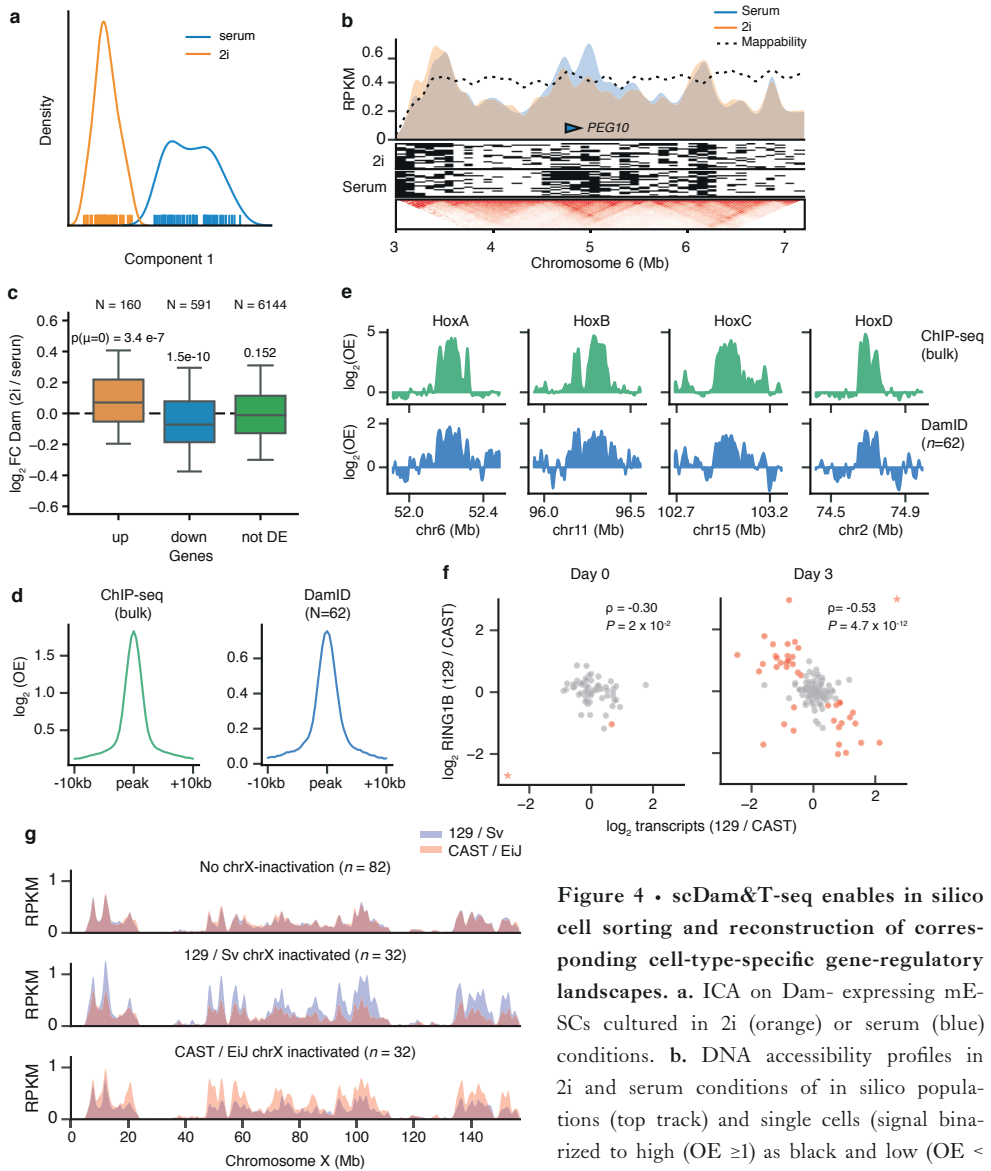 a
serum
2i
Density
Component 1
b
Serum
2i
Mappability
RPKM
0.6
0.4
0.2
0
PEG10
2i
Serum
3 4 5 6 7
Chromosome 6 (Mb)
c
N = 160 N = 591 N = 6144
p(μ=0) = 3.4 e-7
1.5e-10
0.152
log2FC Dam (2i / serun)
0.6
0.4
0.2
0.0
−0.2
−0.4
−0.6
up down not DE
Genes
d
ChIP-seq
(bulk)
DamID
(N=62)
log2 (OE)
1.5
1.0
0.5
0.6
0.4
0.2
0.0
-10kb peak +10kb
-10kb peak +10kb
e
HoxA HoxB HoxC HoxD
ChIP-seq
(bulk)
log2(OE)
5
0
DamID
(n=62)
log2(OE)
2
0
52.0 52.4
96.0 96.5
102.7 103.2
74.5 74.9
chr6 (Mb) chr11 (Mb) chr15 (Mb) chr2 (Mb)
f
Day 0 Day 3
ρ = -0.30
P = 2 x 10-2
ρ= -0.53
P = 4.7 x 10-12
log2 RING1B (129 / CAST)
2
0
−2
−2 0 2
−2 0 2
log2 transcripts (129 / CAST)
g
129 / Sv
CAST / EiJ
No chrX-inactivation (n = 82)
RPKM
1
0
129 / Sv chrX inactivated (n = 32)
RPKM
1
0
CAST / EiJ chrX inactivated (n = 32)
RPKM
1
0
0 20 40 60 80 100 120 140
Chromosome X (Mb)
Figure 4 • scDam&T-seq enables in silico
cell sorting and reconstruction of corres-
ponding cell-type-specific gene-regulatory
landscapes. a. ICA on Dam- expressing mE-
SCs cultured in 2i (orange) or serum (blue)
conditions. b. DNA accessibility profiles in
2i and serum conditions of in silico popula-
tions (top track) and single cells (signal bina-
rized to high (OE ≥1) as black and low (OE <